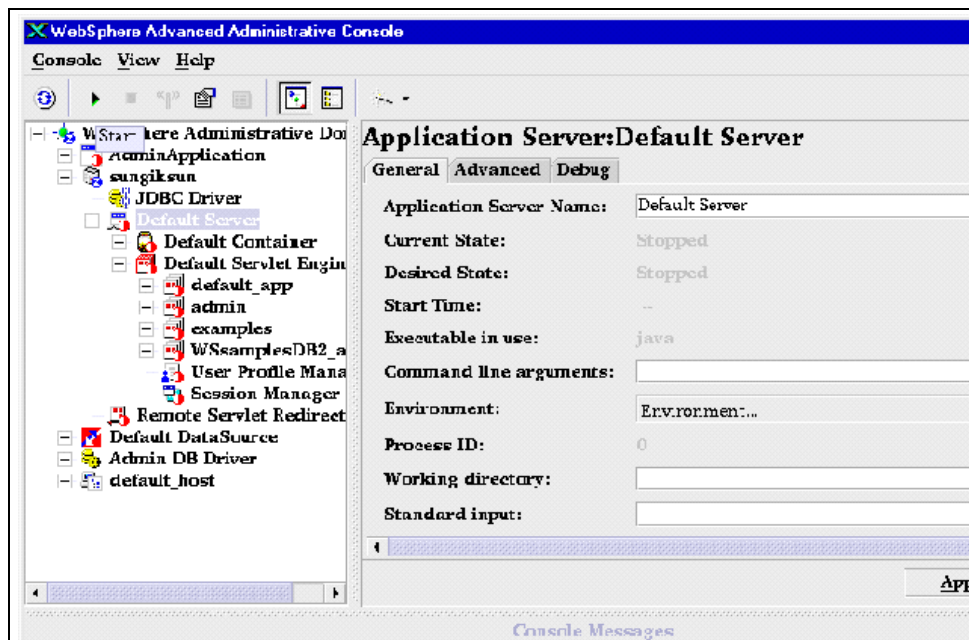 WebSphere Advanced Administrative Console
Console View Help
Start
AdminApplication
sungiksun
JDBC Driver
Default Server
Default Container
Default Servlet Engin
default_app
admin
examples
WSsamplesDB2_a
User Profile Mana
Session Manager
Remote Servlet Redirect
Default DataSource
Admin DB Driver
default_host
Application Server:Default Server
General Advanced Debug
Application Server Name: Default Server
Current State: Stopped
Desired State: Stopped
Start Time: --
Executable in use: java
Command line arguments:
Environment: Environment...
Process ID: 0
Working directory:
Standard input:
App
Console Messages